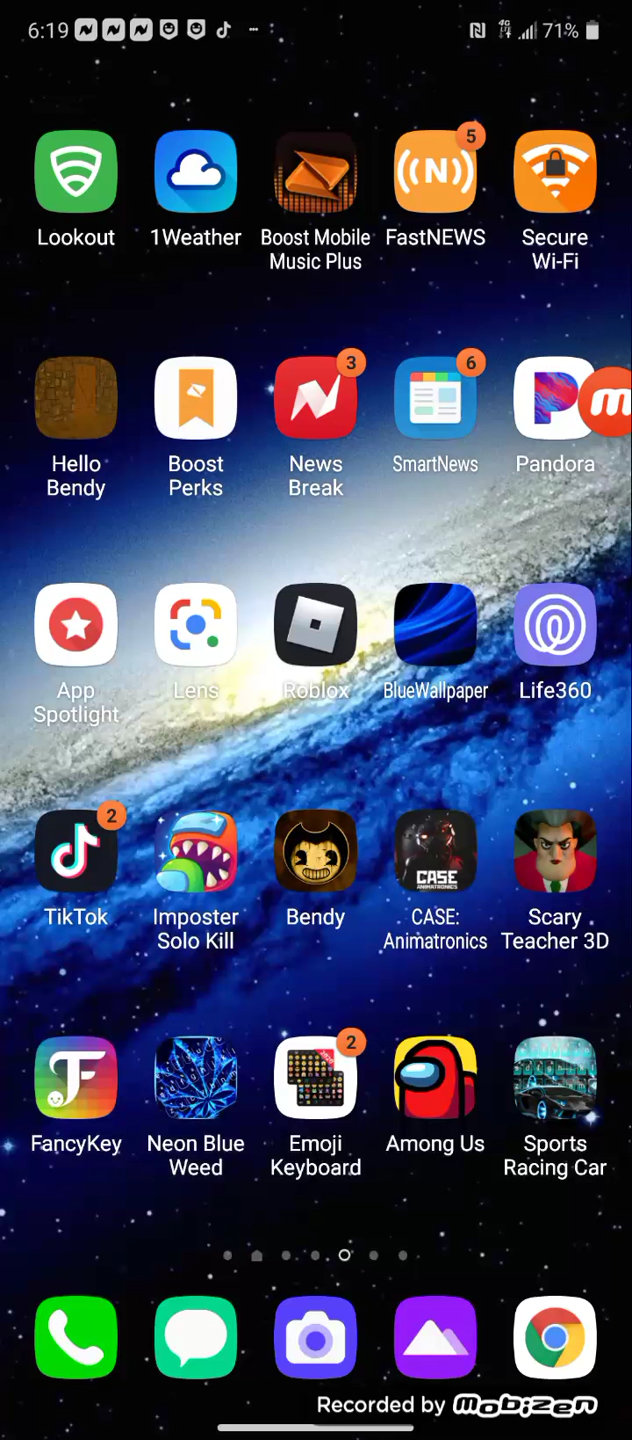 6:19
4G
71%
5
Lookout
1Weather
Boost Mobile
Music Plus
(N)
FastNEWS
Secure
Wi-Fi
3
6
m
Hello
Bendy
Boost
Perks
News
Break
SmartNews
Pandora
App
Spotlight
Lens
Roblox
BlueWallpaper
Life360
2
CASE
TikTok
Imposter
Solo Kill
Bendy
CASE:
Animatronics
Scary
Teacher 3D
2
F
FancyKey
Neon Blue
Weed
Emoji
Keyboard
Among Us
Sports
Racing Car
Recorded by Mobizen